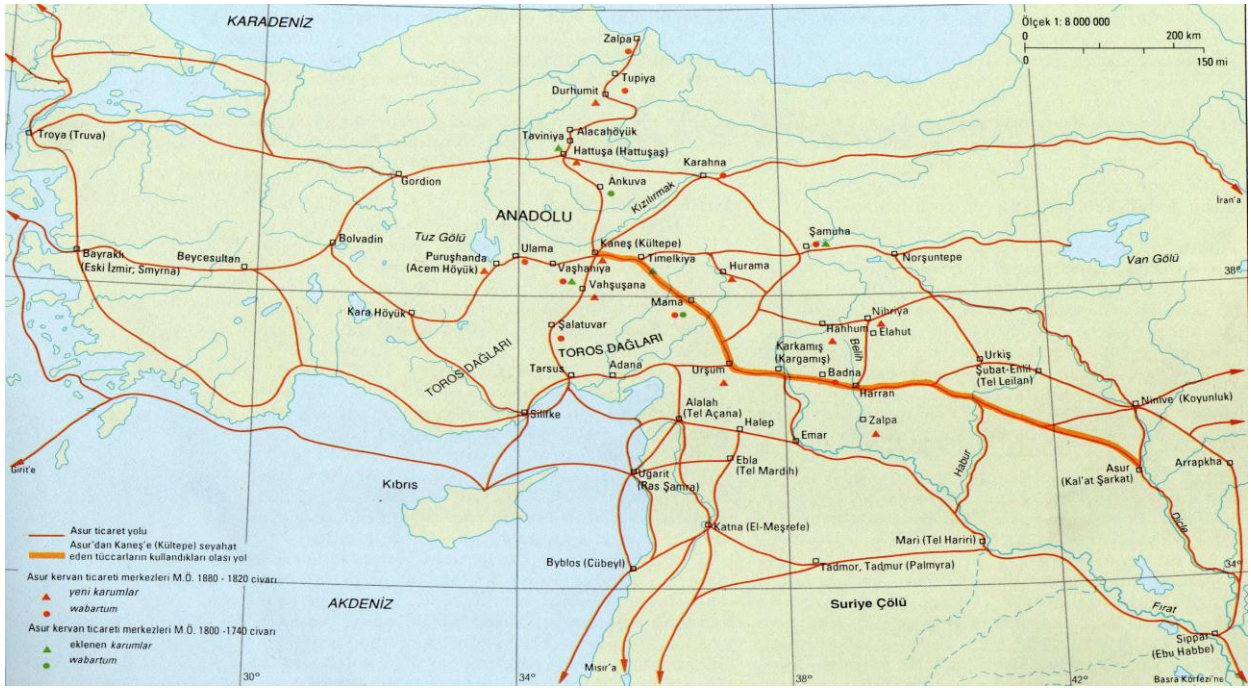 KARADENİZ
Ölçek 1: 8 000 000
0
200 km
150 mi
Zalpa
Tupiya
Durhumit
Alacahöyük
Taviniya
Hattuşa (Hattuşaş)
Troya (Truva)
Karahna
Gordion
Ankuva
Kızılırmak
İran'a
ANADOLU
Şamuha
Van Gölü
Bolvadin
Tuz Gölü
Ulama
Kaneş (Kültepe)
Timelkiya
Norşuntepe
Bayraklı
(Eski İzmir; Smyrna)
Beycesultan
Puruşhanda
(Acem Höyük)
Vaşhaniya
Hurama
38°
Vahşuşana
Mama
Kara Höyük
Nihriya
Hahhum
Elahut
Şalatuvar
TOROS DAĞLARI
TOROS DAĞLARI
Karkamış
(Kargamış)
Belih
Urkiş
Şubat-Enlil
(Tel Leilan)
Tarsus
Adana
Urşum
Badna
Harran
Ninive (Koyunluk)
Silifke
Alalah
(Tel Açana)
Halep
Zalpa
Emar
Habur
Girit'e
Kıbrıs
Ugarit
(Ras Şamra)
Ebla
(Tel Mardih)
Asur
(Kal'at Şarkat)
Arrapkha
Dicle
Katna (El-Meşrefe)
Mari (Tel Hariri)
Byblos (Cübeyl)
Tadmor, Tadmur (Palmyra)
34°
AKDENİZ
Suriye Çölü
Fırat
Sippar
(Ebu Habbe)
Mısır'a
Basra Körfezi'ne
30°
34°
38°
42°
Asur ticaret yolu
Asur'dan Kaneş'e (Kültepe) seyahat
eden tüccarların kullandıkları olası yol
Asur kervan ticareti merkezleri M.Ö. 1880 - 1820 civarı
yeni karumlar
wabartum
Asur kervan ticareti merkezleri M.Ö. 1800 -1740 civarı
eklenen karumlar
wabartum